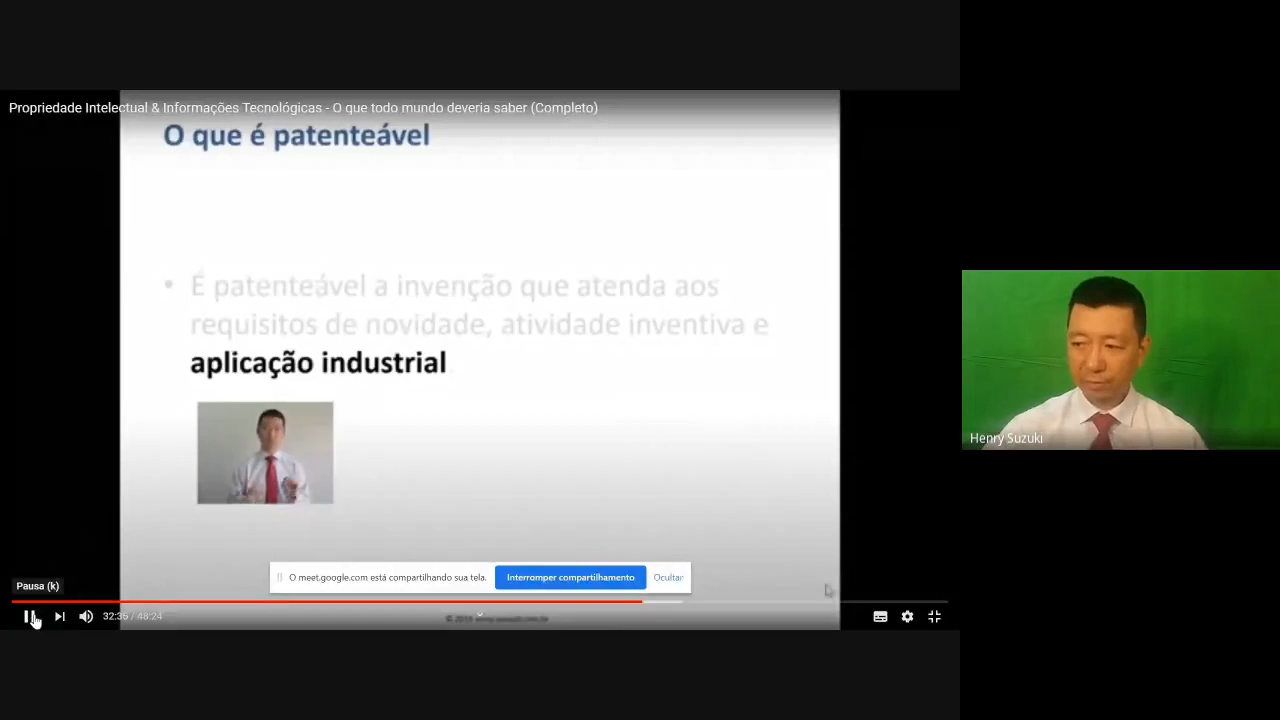 Propriedade Intelectual & Informações Tecnológicas - O que todo mundo deveria saber (Completo)
O que é patenteável
• É patenteável a invenção que atenda aos
requisitos de novidade, atividade inventiva e
aplicação industrial
Henry Suzuki
O meet.google.com está compartilhando sua tela.
Interromper compartilhamento
Ocultar
Pausa (k)
32:36 / 48:24